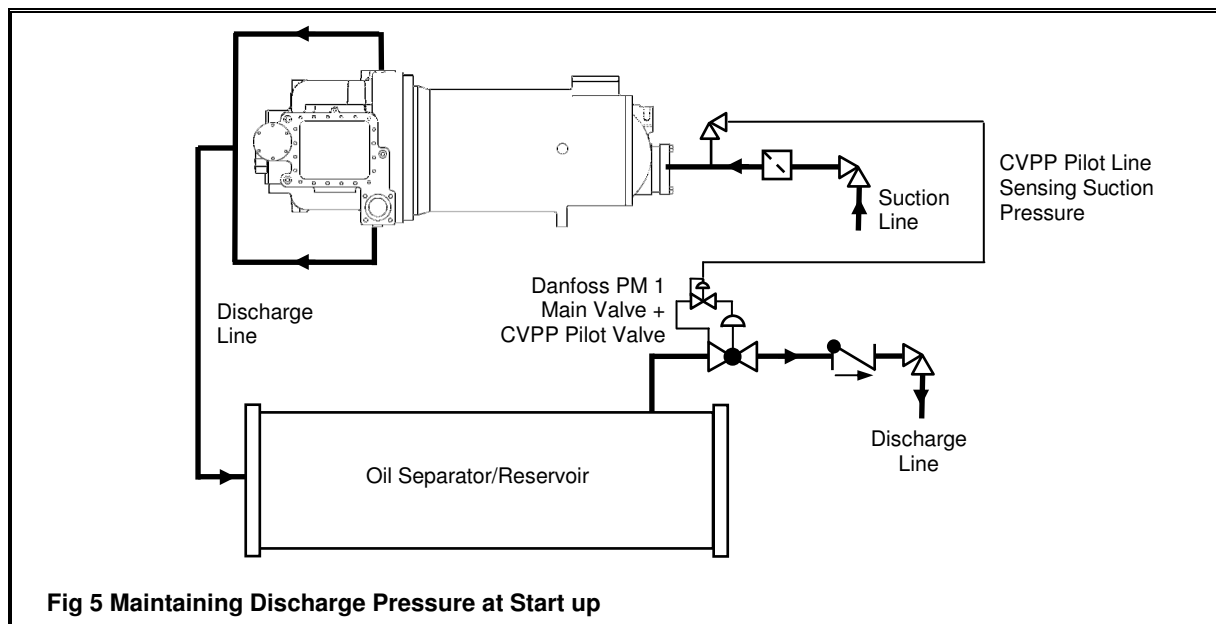 CVPP Pilot Line
Sensing Suction
Pressure
Suction
Line
Danfoss PM 1
Main Valve +
CVPP Pilot Valve
Discharge
Line
Discharge
Line
Oil Separator/Reservoir
Fig 5 Maintaining Discharge Pressure at Start up